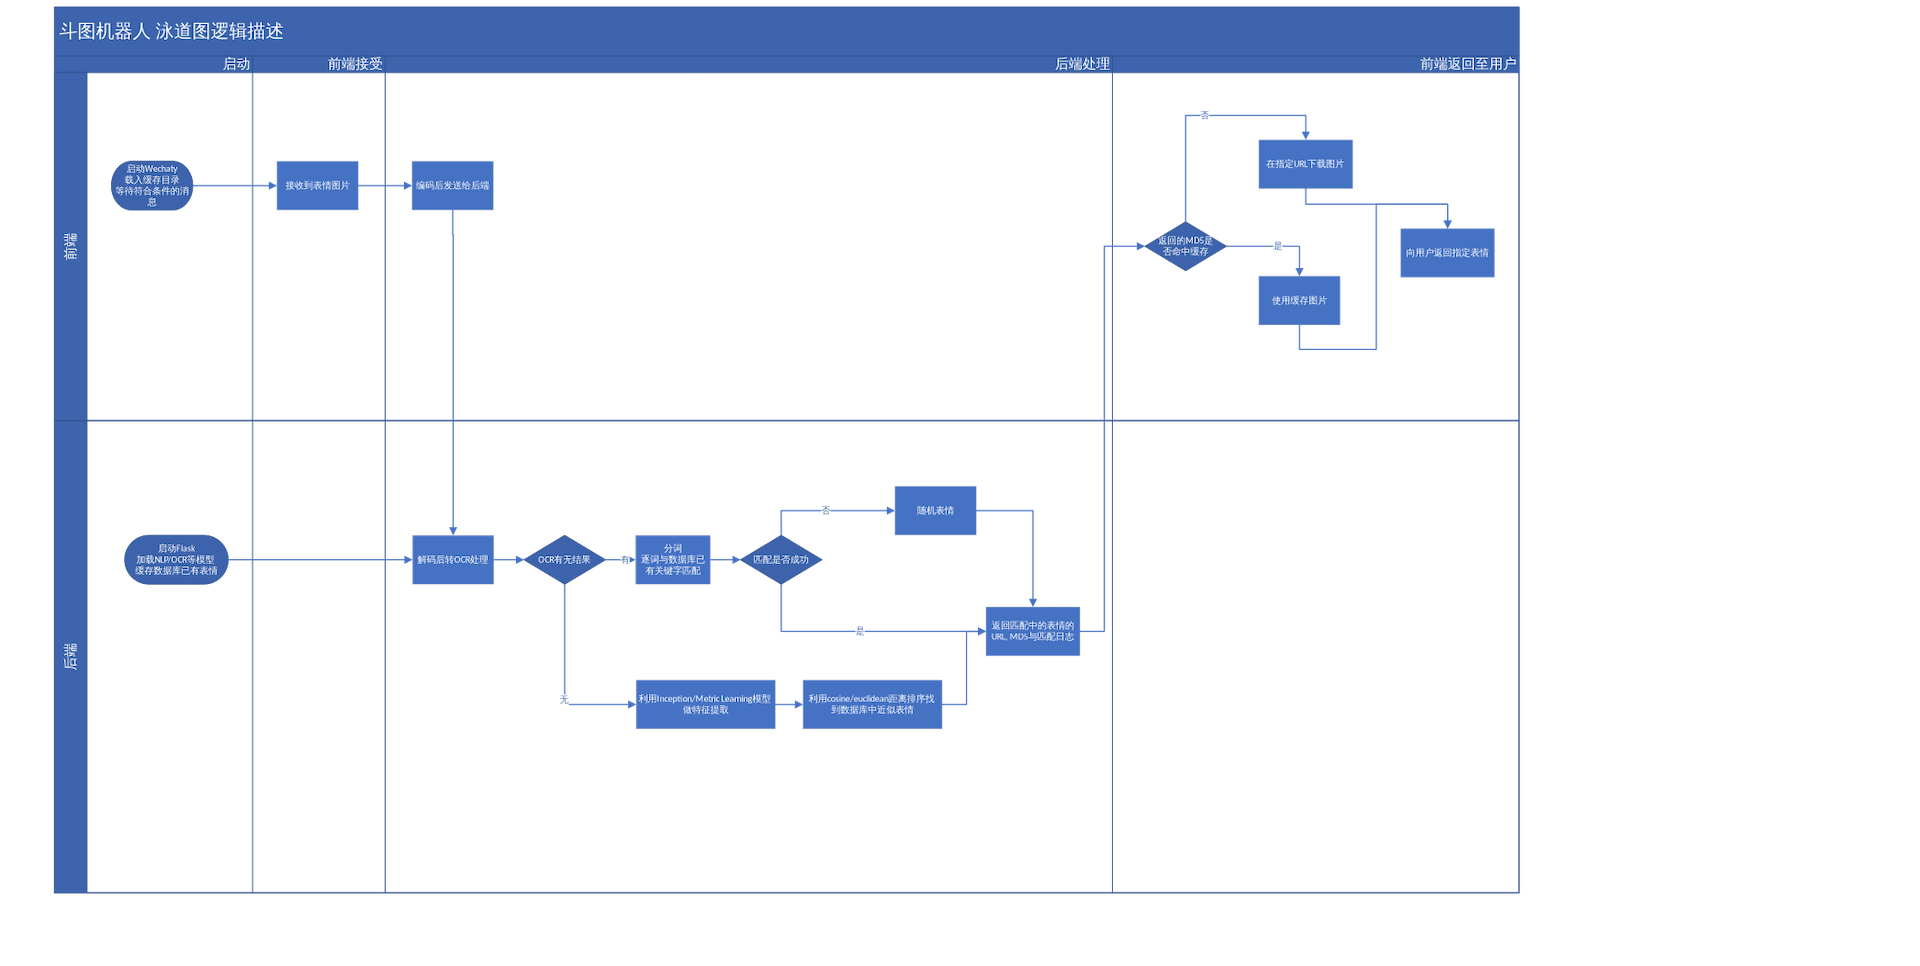 斗图机器人 泳道图逻辑描述
启动
前端接受
后端处理
前端返回至用户
前端
启动Wechaty
载入缓存目录
等待符合条件的消
息
接收到表情图片
编码后发送给后端
否
在指定URL下载图片
返回的MD5是
否命中缓存
是
向用户返回指定表情
使用缓存图片
后端
启动Flask
加载NLP/OCR等模型
缓存数据库已有表情
解码后转OCR处理
OCR有无结果
有
分词
逐词与数据库已
有关键字匹配
匹配是否成功
否
随机表情
是
返回匹配中的表情的
URL, MD5与匹配日志
无
利用Inception/Metric Learning模型
做特征提取
利用cosine/euclidean距离排序找
到数据库中近似表情